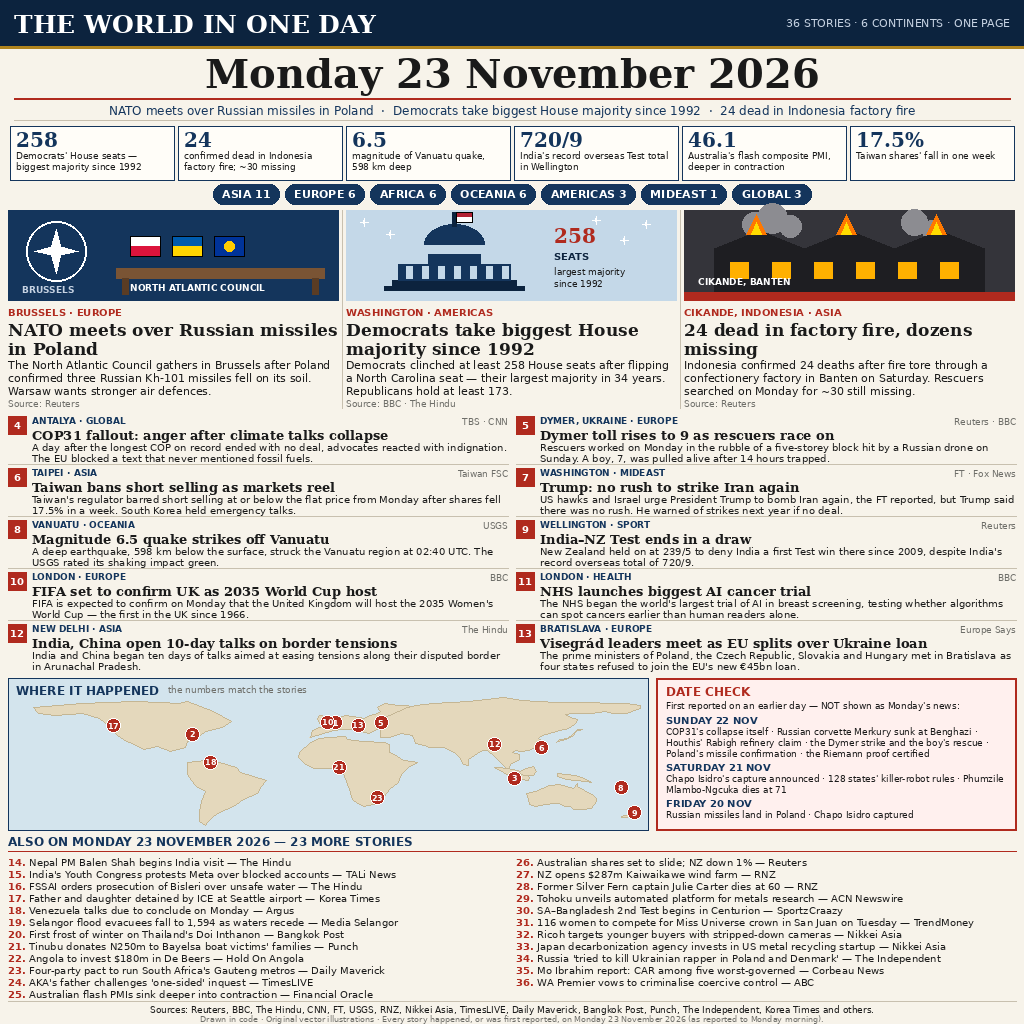 THE WORLD IN ONE DAY
36 STORIES · 6 CONTINENTS · ONE PAGE
Monday 23 November 2026
NATO meets over Russian missiles in Poland · Democrats take biggest House majority since 1992 · 24 dead in Indonesia factory fire
258
Democrats' House seats —
biggest majority since 1992
24
confirmed dead in Indonesia
factory fire; ~30 missing
6.5
magnitude of Vanuatu quake,
598 km deep
720/9
India's record overseas Test total
in Wellington
46.1
Australia's flash composite PMI,
deeper in contraction
17.5%
Taiwan shares' fall in one week
ASIA 11
EUROPE 6
AFRICA 6
OCEANIA 6
AMERICAS 3
MIDEAST 1
GLOBAL 3
BRUSSELS
NORTH ATLANTIC COUNCIL
258
SEATS
largest majority
since 1992
CIKANDE, BANTEN
BRUSSELS · EUROPE
NATO meets over Russian missiles
in Poland
The North Atlantic Council gathers in Brussels after Poland
confirmed three Russian Kh-101 missiles fell on its soil.
Warsaw wants stronger air defences.
Source: Reuters
WASHINGTON · AMERICAS
Democrats take biggest House
majority since 1992
Democrats clinched at least 258 House seats after flipping
a North Carolina seat — their largest majority in 34 years.
Republicans hold at least 173.
Source: BBC · The Hindu
CIKANDE, INDONESIA · ASIA
24 dead in factory fire, dozens
missing
Indonesia confirmed 24 deaths after fire tore through a
confectionery factory in Banten on Saturday. Rescuers
searched on Monday for ~30 still missing.
Source: Reuters
4
ANTALYA · GLOBAL
TBS · CNN
COP31 fallout: anger after climate talks collapse
A day after the longest COP on record ended with no deal, advocates reacted with indignation.
The EU blocked a text that never mentioned fossil fuels.
5
DYMER, UKRAINE · EUROPE
Reuters · BBC
Dymer toll rises to 9 as rescuers race on
Rescuers worked on Monday in the rubble of a five-storey block hit by a Russian drone on
Sunday. A boy, 7, was pulled alive after 14 hours trapped.
6
TAIPEI · ASIA
Taiwan FSC
Taiwan bans short selling as markets reel
Taiwan's regulator barred short selling at or below the flat price from Monday after shares fell
17.5% in a week. South Korea held emergency talks.
7
WASHINGTON · MIDEAST
FT · Fox News
Trump: no rush to strike Iran again
US hawks and Israel urge President Trump to bomb Iran again, the FT reported, but Trump said
there was no rush. He warned of strikes next year if no deal.
8
VANUATU · OCEANIA
USGS
Magnitude 6.5 quake strikes off Vanuatu
A deep earthquake, 598 km below the surface, struck the Vanuatu region at 02:40 UTC. The
USGS rated its shaking impact green.
9
WELLINGTON · SPORT
Reuters
India–NZ Test ends in a draw
New Zealand held on at 239/5 to deny India a first Test win there since 2009, despite India's
record overseas total of 720/9.
10
LONDON · EUROPE
BBC
FIFA set to confirm UK as 2035 World Cup host
FIFA is expected to confirm on Monday that the United Kingdom will host the 2035 Women's
World Cup — the first in the UK since 1966.
11
LONDON · HEALTH
BBC
NHS launches biggest AI cancer trial
The NHS began the world's largest trial of AI in breast screening, testing whether algorithms
can spot cancers earlier than human readers alone.
12
NEW DELHI · ASIA
The Hindu
India, China open 10-day talks on border tensions
India and China began ten days of talks aimed at easing tensions along their disputed border
in Arunachal Pradesh.
13
BRATISLAVA · EUROPE
Europe Says
Visegrád leaders meet as EU splits over Ukraine loan
The prime ministers of Poland, the Czech Republic, Slovakia and Hungary met in Bratislava as
four states refused to join the EU's new €45bn loan.
WHERE IT HAPPENED the numbers match the stories
17
2
18
10
1
13
5
21
23
12
6
3
8
9
DATE CHECK
First reported on an earlier day — NOT shown as Monday's news:
SUNDAY 22 NOV
COP31's collapse itself · Russian corvette Merkury sunk at Benghazi ·
Houthis' Rabigh refinery claim · the Dymer strike and the boy's rescue ·
Poland's missile confirmation · the Riemann proof certified
SATURDAY 21 NOV
Chapo Isidro's capture announced · 128 states' killer-robot rules · Phumzile
Mlambo-Ngcuka dies at 71
FRIDAY 20 NOV
Russian missiles land in Poland · Chapo Isidro captured
ALSO ON MONDAY 23 NOVEMBER 2026 — 23 MORE STORIES
14. Nepal PM Balen Shah begins India visit — The Hindu
15. India's Youth Congress protests Meta over blocked accounts — TALi News
16. FSSAI orders prosecution of Bisleri over unsafe water — The Hindu
17. Father and daughter detained by ICE at Seattle airport — Korea Times
18. Venezuela talks due to conclude on Monday — Argus
19. Selangor flood evacuees fall to 1,594 as waters recede — Media Selangor
20. First frost of winter on Thailand's Doi Inthanon — Bangkok Post
21. Tinubu donates N250m to Bayelsa boat victims' families — Punch
22. Angola to invest $180m in De Beers — Hold On Angola
23. Four-party pact to run South Africa's Gauteng metros — Daily Maverick
24. AKA's father challenges 'one-sided' inquest — TimesLIVE
25. Australian flash PMIs sink deeper into contraction — Financial Oracle
26. Australian shares set to slide; NZ down 1% — Reuters
27. NZ opens $287m Kaiwaikawe wind farm — RNZ
28. Former Silver Fern captain Julie Carter dies at 60 — RNZ
29. Tohoku unveils automated platform for metals research — ACN Newswire
30. SA–Bangladesh 2nd Test begins in Centurion — SportzCraazy
31. 116 women to compete for Miss Universe crown in San Juan on Tuesday — TrendMoney
32. Ricoh targets younger buyers with stripped-down cameras — Nikkei Asia
33. Japan decarbonization agency invests in US metal recycling startup — Nikkei Asia
34. Russia 'tried to kill Ukrainian rapper in Poland and Denmark' — The Independent
35. Mo Ibrahim report: CAR among five worst-governed — Corbeau News
36. WA Premier vows to criminalise coercive control — ABC
Sources: Reuters, BBC, The Hindu, CNN, FT, USGS, RNZ, Nikkei Asia, TimesLIVE, Daily Maverick, Bangkok Post, Punch, The Independent, Korea Times and others.
Drawn in code · Original vector illustrations · Every story happened, or was first reported, on Monday 23 November 2026 (as reported to Monday morning).